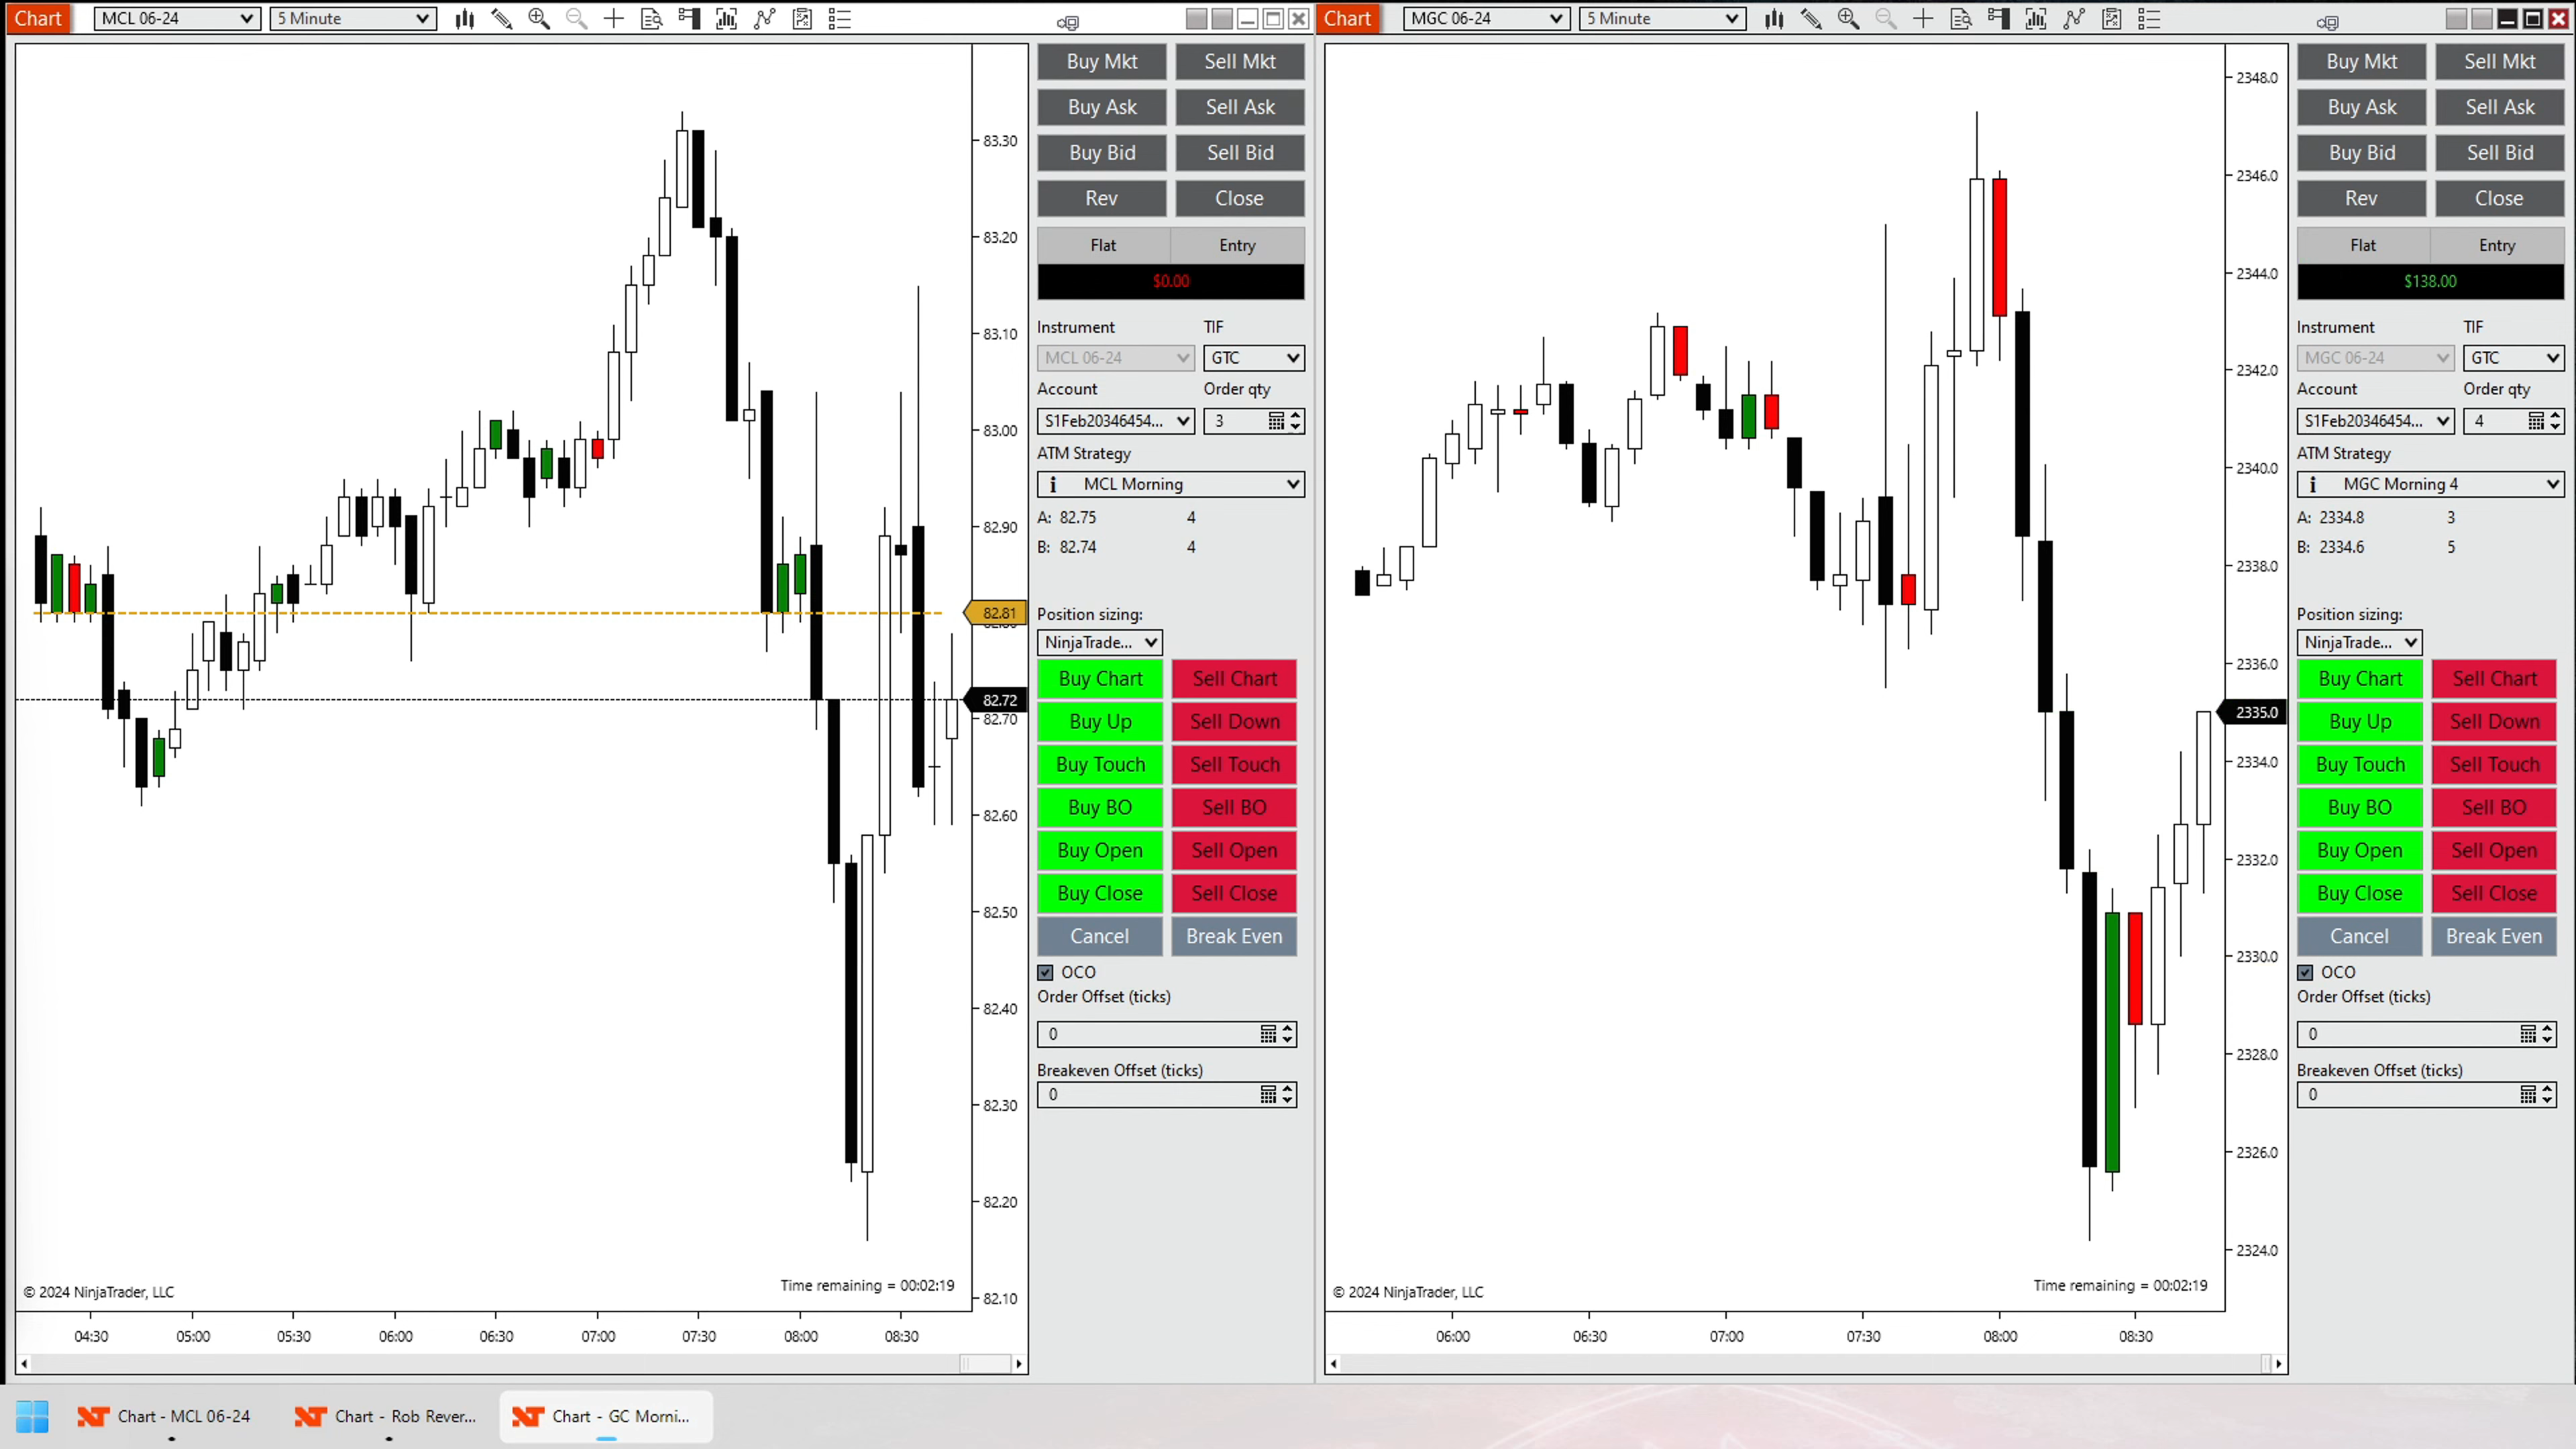 Chart MCL 06-24 5 Minute
Buy Mkt Sell Mkt
Buy Ask Sell Ask
Buy Bid Sell Bid
Rev Close
Flat Entry
$0.00
Instrument TIF
MCL 06-24 GTC
Account Order qty
S1Feb20346454... 3
ATM Strategy
i MCL Morning
A: 82.75 4
B: 82.74 4
Position sizing:
NinjaTrade...
Buy Chart Sell Chart
Buy Up Sell Down
Buy Touch Sell Touch
Buy BO Sell BO
Buy Open Sell Open
Buy Close Sell Close
Cancel Break Even
OCO
Order Offset (ticks)
0
Breakeven Offset (ticks)
0
83.30
83.20
83.10
83.00
82.90
82.81
82.72
82.70
82.60
82.50
82.40
82.30
82.20
82.10
© 2024 NinjaTrader, LLC
Time remaining = 00:02:19
04:30 05:00 05:30 06:00 06:30 07:00 07:30 08:00 08:30
Chart MGC 06-24 5 Minute
Buy Mkt Sell Mkt
Buy Ask Sell Ask
Buy Bid Sell Bid
Rev Close
Flat Entry
$138.00
Instrument TIF
MGC 06-24 GTC
Account Order qty
S1Feb20346454... 4
ATM Strategy
i MGC Morning 4
A: 2334.8 3
B: 2334.6 5
Position sizing:
NinjaTrade...
Buy Chart Sell Chart
Buy Up Sell Down
Buy Touch Sell Touch
Buy BO Sell BO
Buy Open Sell Open
Buy Close Sell Close
Cancel Break Even
OCO
Order Offset (ticks)
0
Breakeven Offset (ticks)
0
2348.0
2346.0
2344.0
2342.0
2340.0
2338.0
2336.0
2335.0
2334.0
2332.0
2330.0
2328.0
2326.0
2324.0
© 2024 NinjaTrader, LLC
Time remaining = 00:02:19
06:00 06:30 07:00 07:30 08:00 08:30
Chart - MCL 06-24 Chart - Rob Rever... Chart - GC Morni...